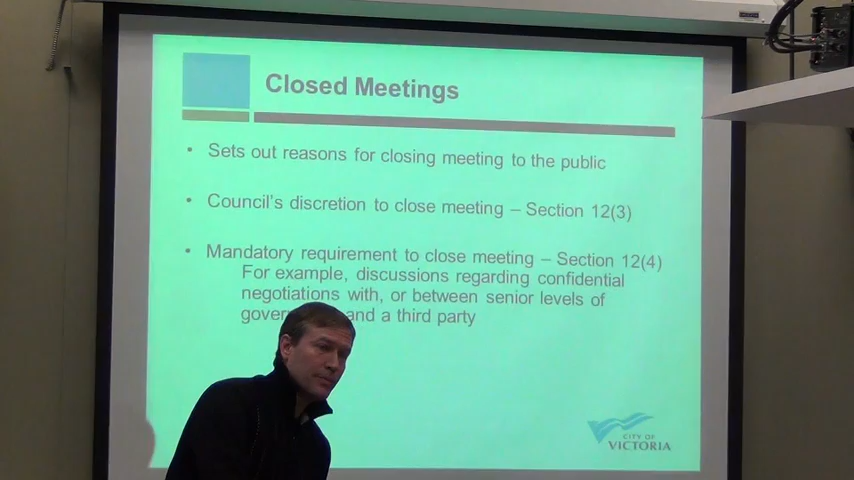 Closed Meetings
• Sets out reasons for closing meeting to the public
• Council's discretion to close meeting – Section 12(3)
• Mandatory requirement to close meeting – Section 12(4)
For example, discussions regarding confidential
negotiations with, or between senior levels of
and a third party
CITY OF
VICTORIA